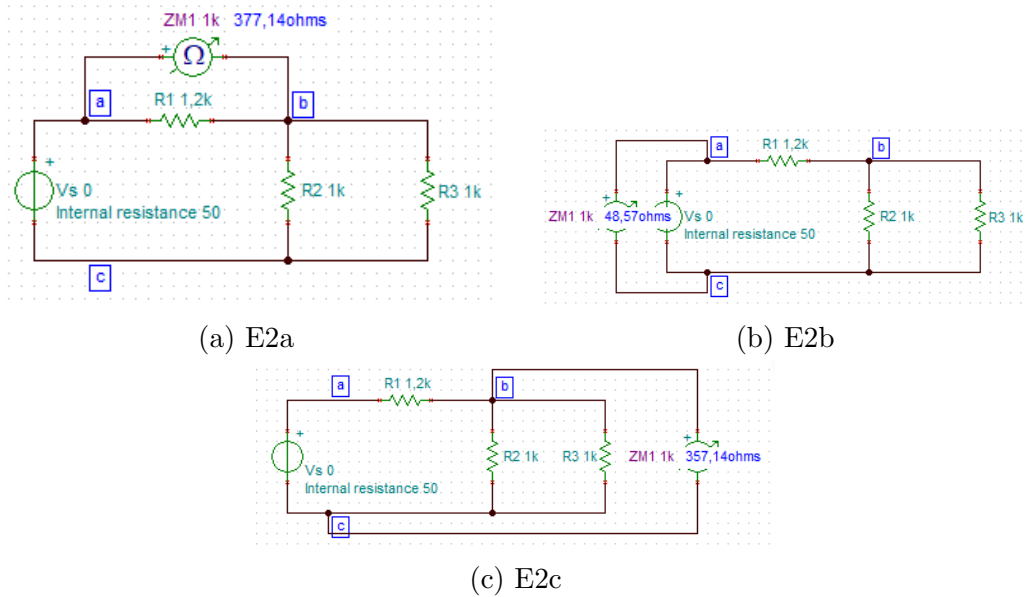 ZM1 1k 377,14ohms
+
Ω
a
R1 1,2k
b
+
Vs 0
Internal resistance 50
R2 1k
R3 1k
c
(a) E2a
a
R1 1,2k
b
+
ZM1 1k 48,57ohms
+
Vs 0
Internal resistance 50
R2 1k
R3 1k
c
(b) E2b
a
R1 1,2k
b
+
Vs 0
Internal resistance 50
R2 1k
R3 1k
+
ZM1 1k 357,14ohms
c
(c) E2c